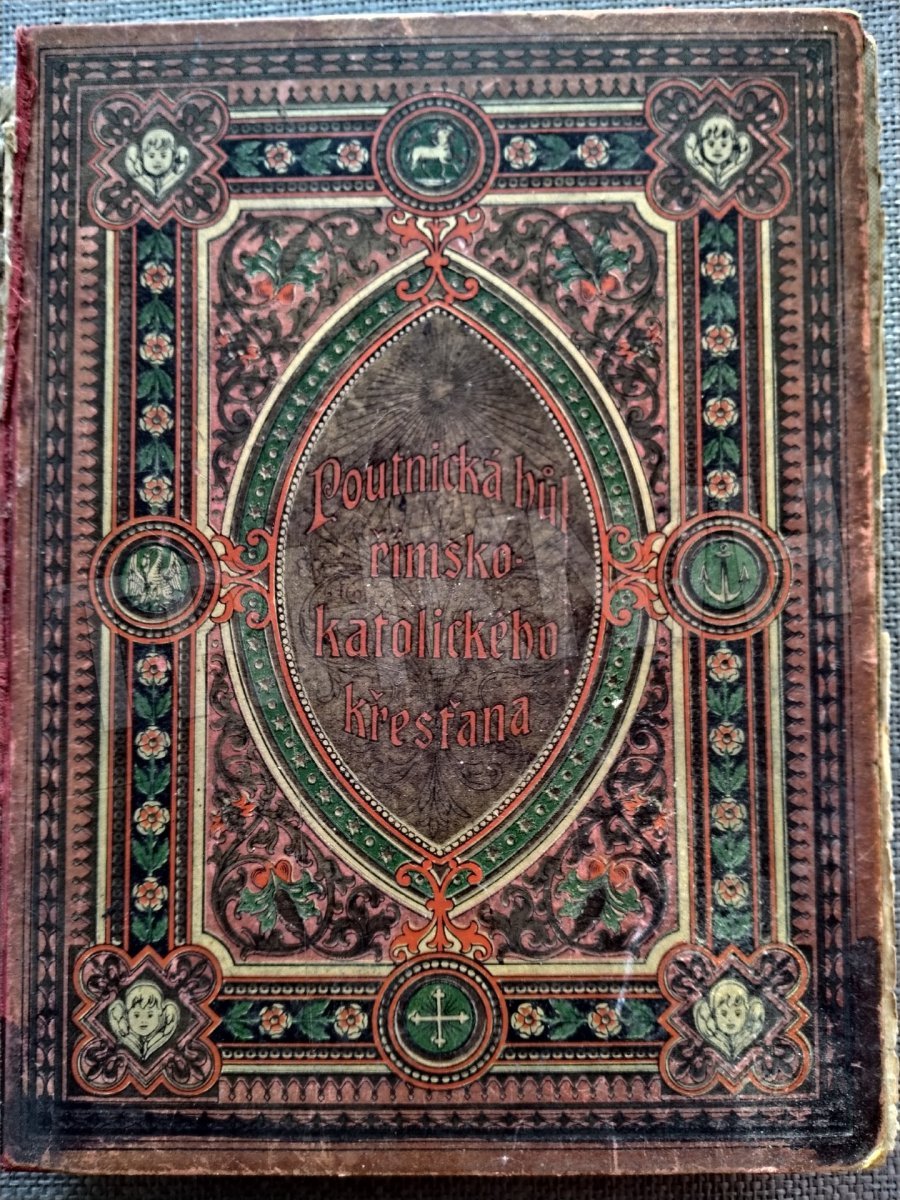 Poutnická hůl
římsko-
katolického
křesťana